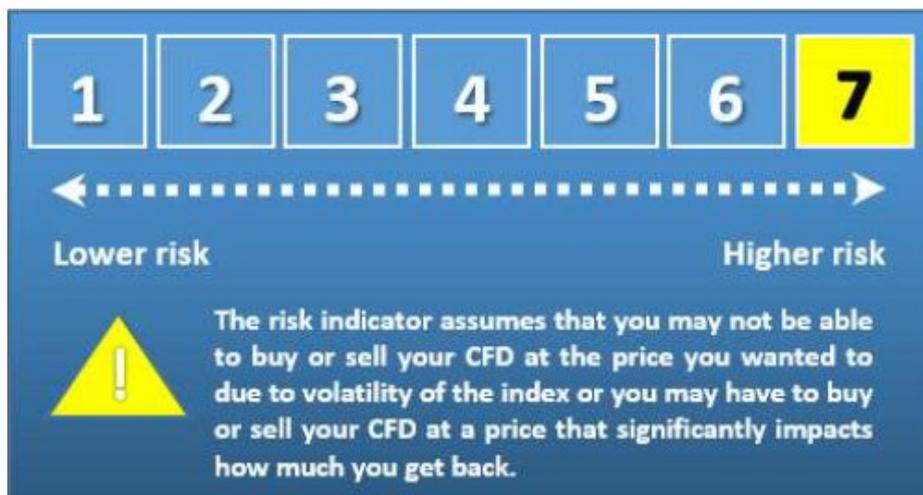 1 2 3 4 5 6 7
Lower risk Higher risk
!
The risk indicator assumes that you may not be able
to buy or sell your CFD at the price you wanted to
due to volatility of the index or you may have to buy
or sell your CFD at a price that significantly impacts
how much you get back.